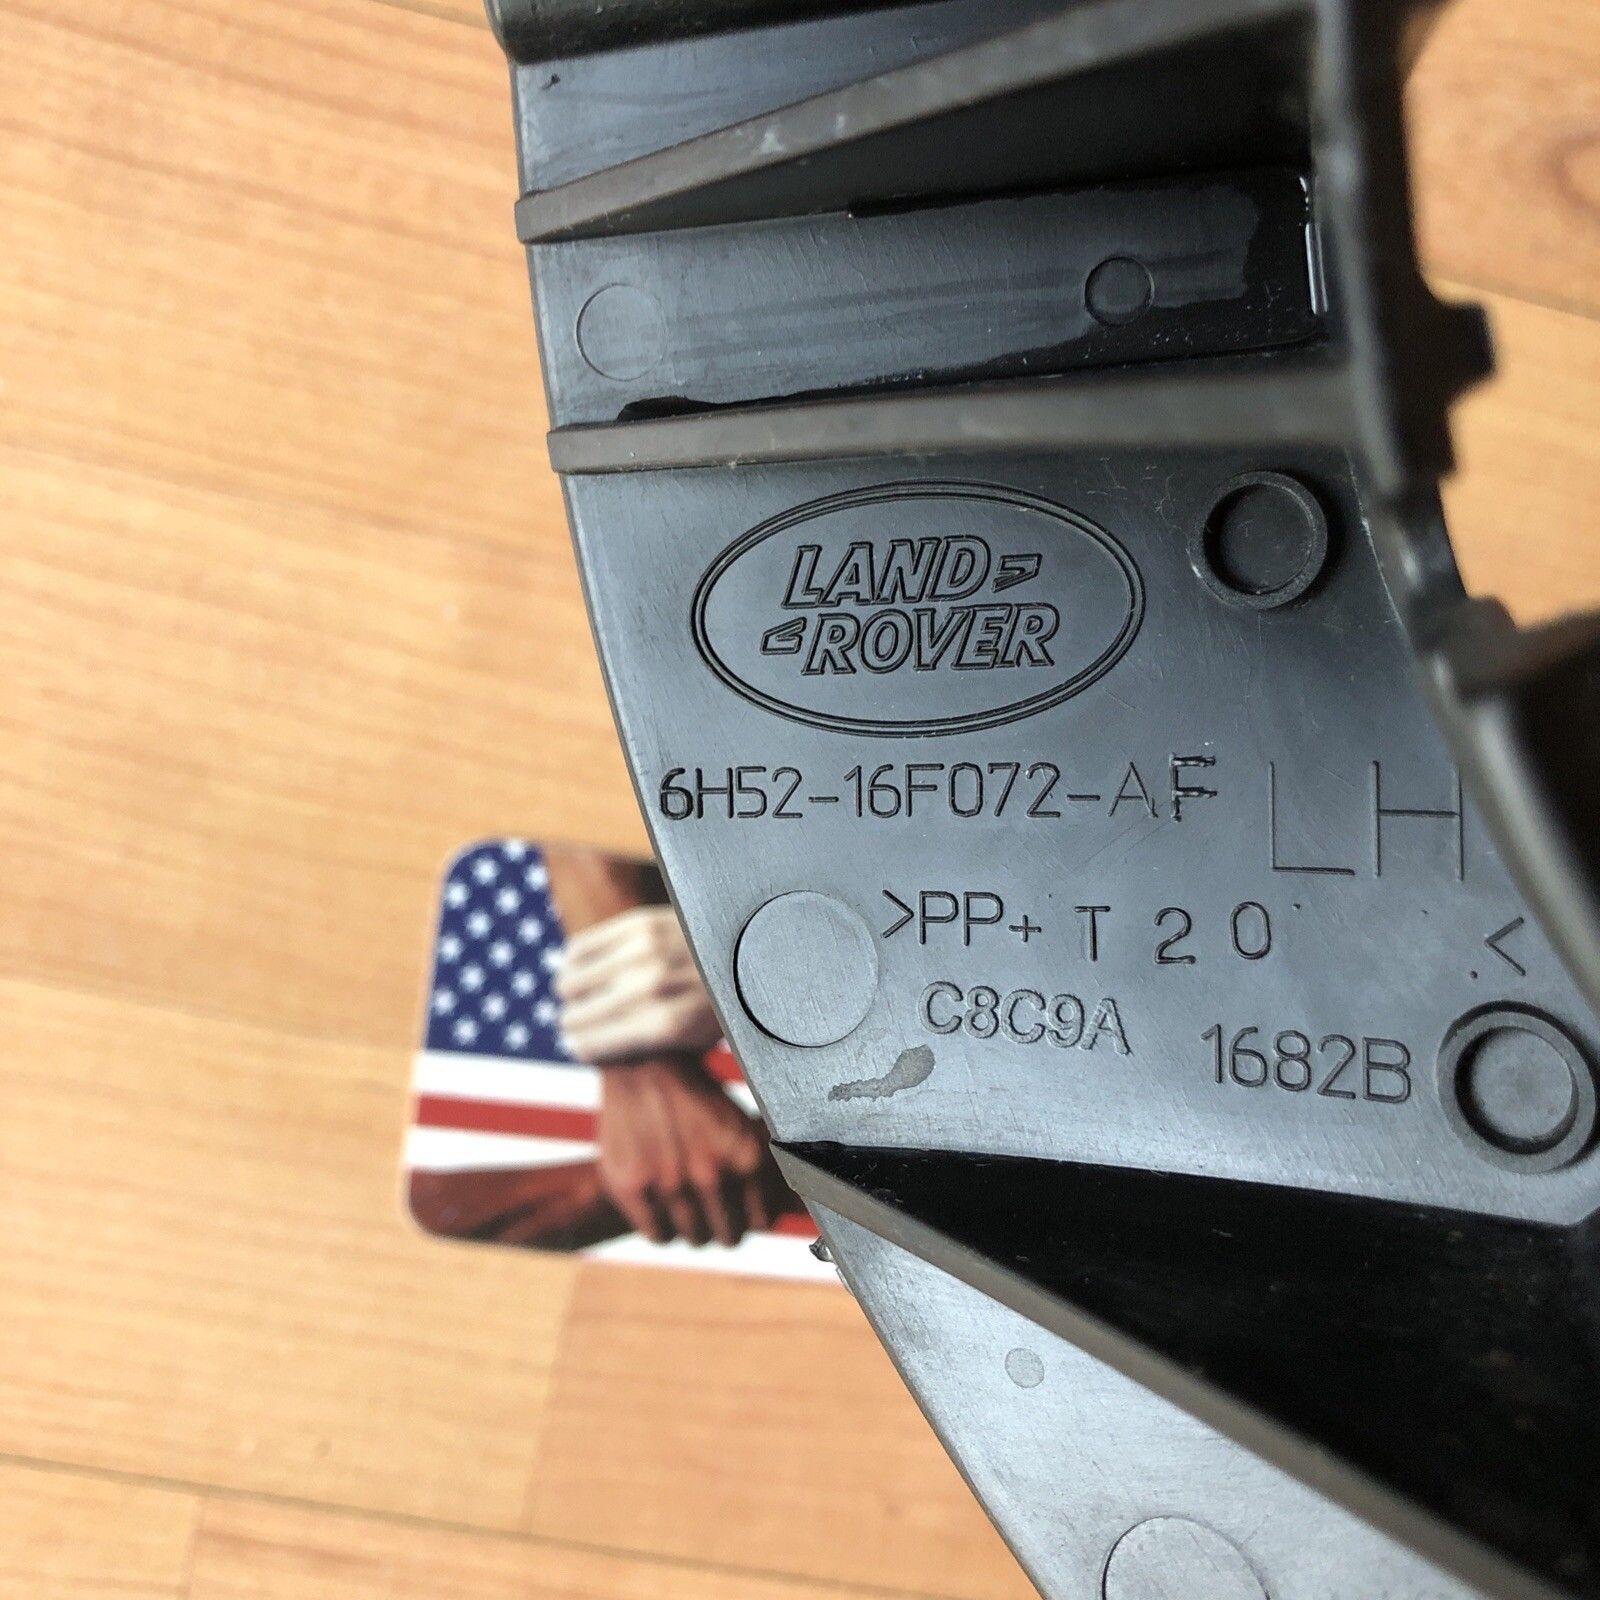 LAND
ROVER
6H52-16F072-AF LH
>PP+ T 2 0 <
C8C9A 1682B